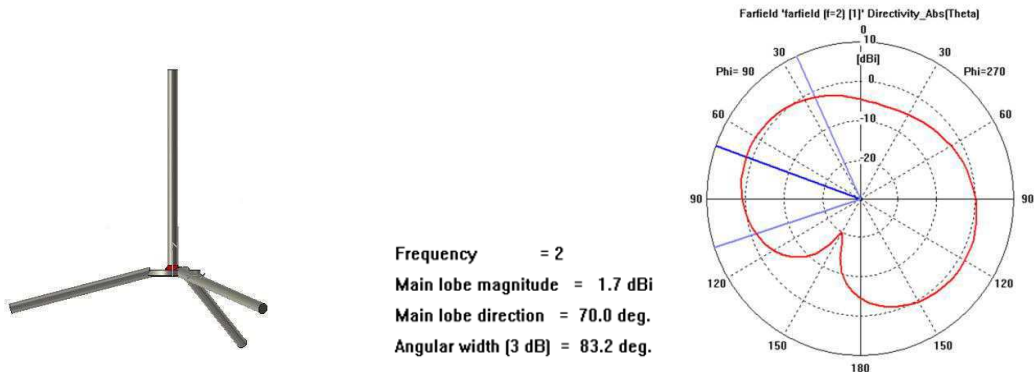 Farfield 'farfield (f=2) [1]' Directivity_Abs(Theta)
0
30
10
30
[dBi]
Phi= 90
Phi=270
0
60
60
-10
-20
90
90
120
120
150
150
180
Frequency = 2
Main lobe magnitude = 1.7 dBi
Main lobe direction = 70.0 deg.
Angular width (3 dB) = 83.2 deg.